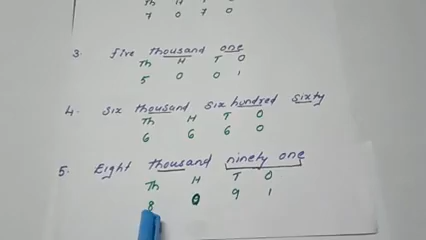 Th
7 0 7 0
3. Five thousand one
Th H T O
5 0 0 1
4. Six thousand six hundred sixty
Th H T O
6 6 6 0
5. Eight thousand ninety one
Th H T O
8 0 9 1